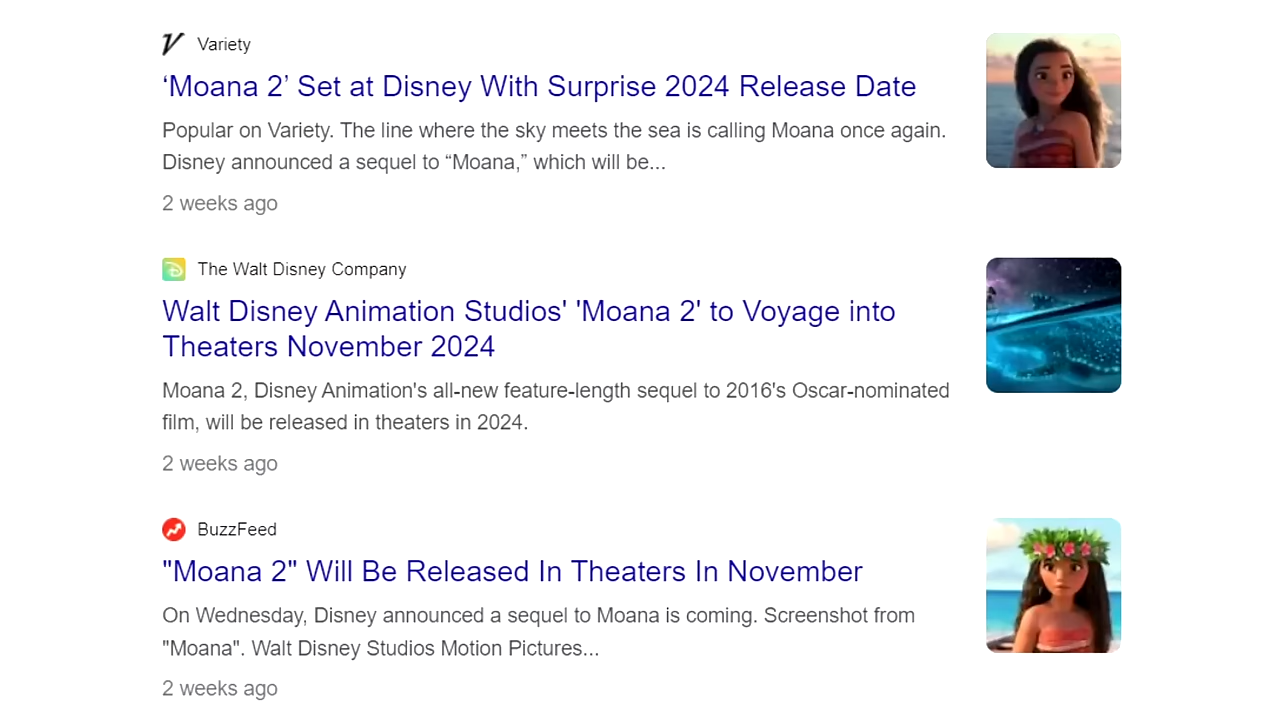 Variety
‘Moana 2’ Set at Disney With Surprise 2024 Release Date
Popular on Variety. The line where the sky meets the sea is calling Moana once again.
Disney announced a sequel to “Moana,” which will be...
2 weeks ago
The Walt Disney Company
Walt Disney Animation Studios' 'Moana 2' to Voyage into
Theaters November 2024
Moana 2, Disney Animation's all-new feature-length sequel to 2016's Oscar-nominated
film, will be released in theaters in 2024.
2 weeks ago
BuzzFeed
"Moana 2" Will Be Released In Theaters In November
On Wednesday, Disney announced a sequel to Moana is coming. Screenshot from
"Moana". Walt Disney Studios Motion Pictures...
2 weeks ago